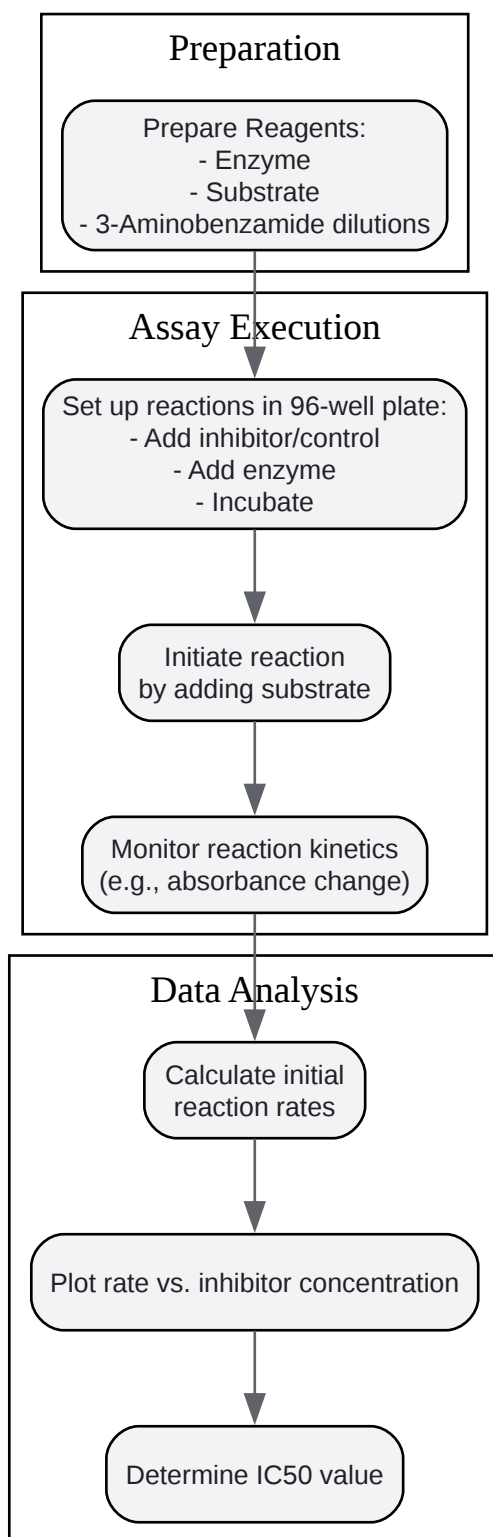 Preparation
Prepare Reagents:
- Enzyme
- Substrate
- 3-Aminobenzamide dilutions
Assay Execution
Set up reactions in 96-well plate:
- Add inhibitor/control
- Add enzyme
- Incubate
Initiate reaction
by adding substrate
Monitor reaction kinetics
(e.g., absorbance change)
Data Analysis
Calculate initial
reaction rates
Plot rate vs. inhibitor concentration
Determine IC50 value